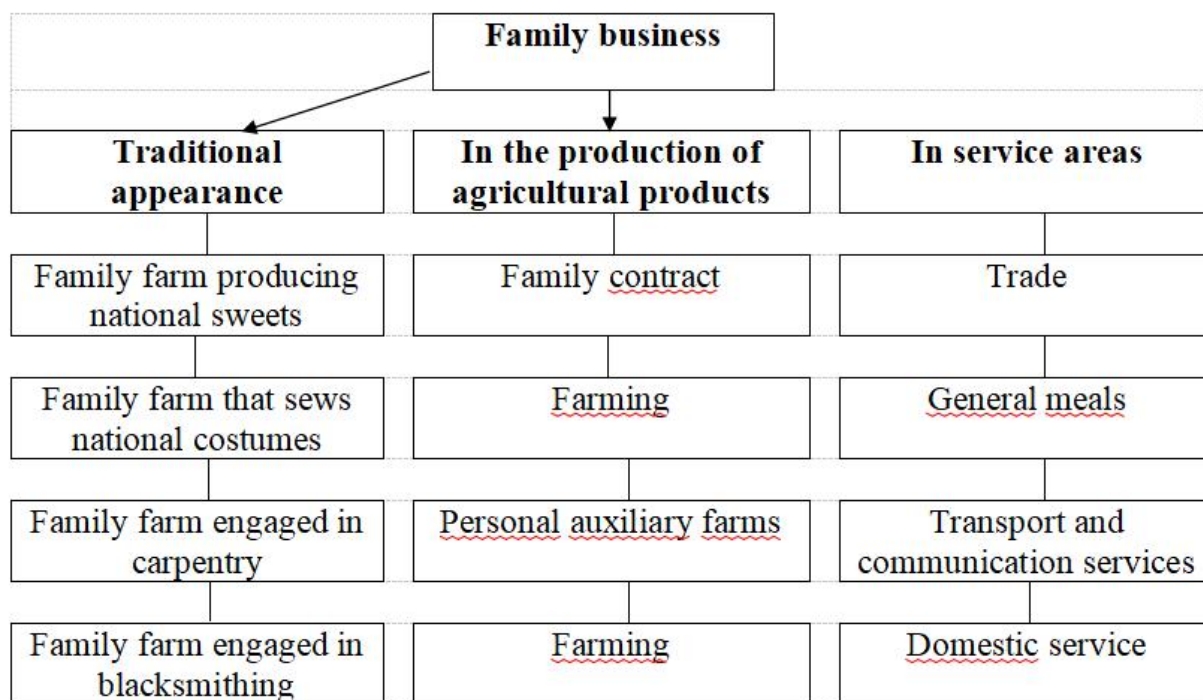 Family business
Traditional
appearance
In the production of
agricultural products
In service areas
Family farm producing
national sweets
Family contract
Trade
Family farm that sews
national costumes
Farming
General meals
Family farm engaged in
carpentry
Personal auxiliary farms
Transport and
communication services
Family farm engaged in
blacksmithing
Farming
Domestic service